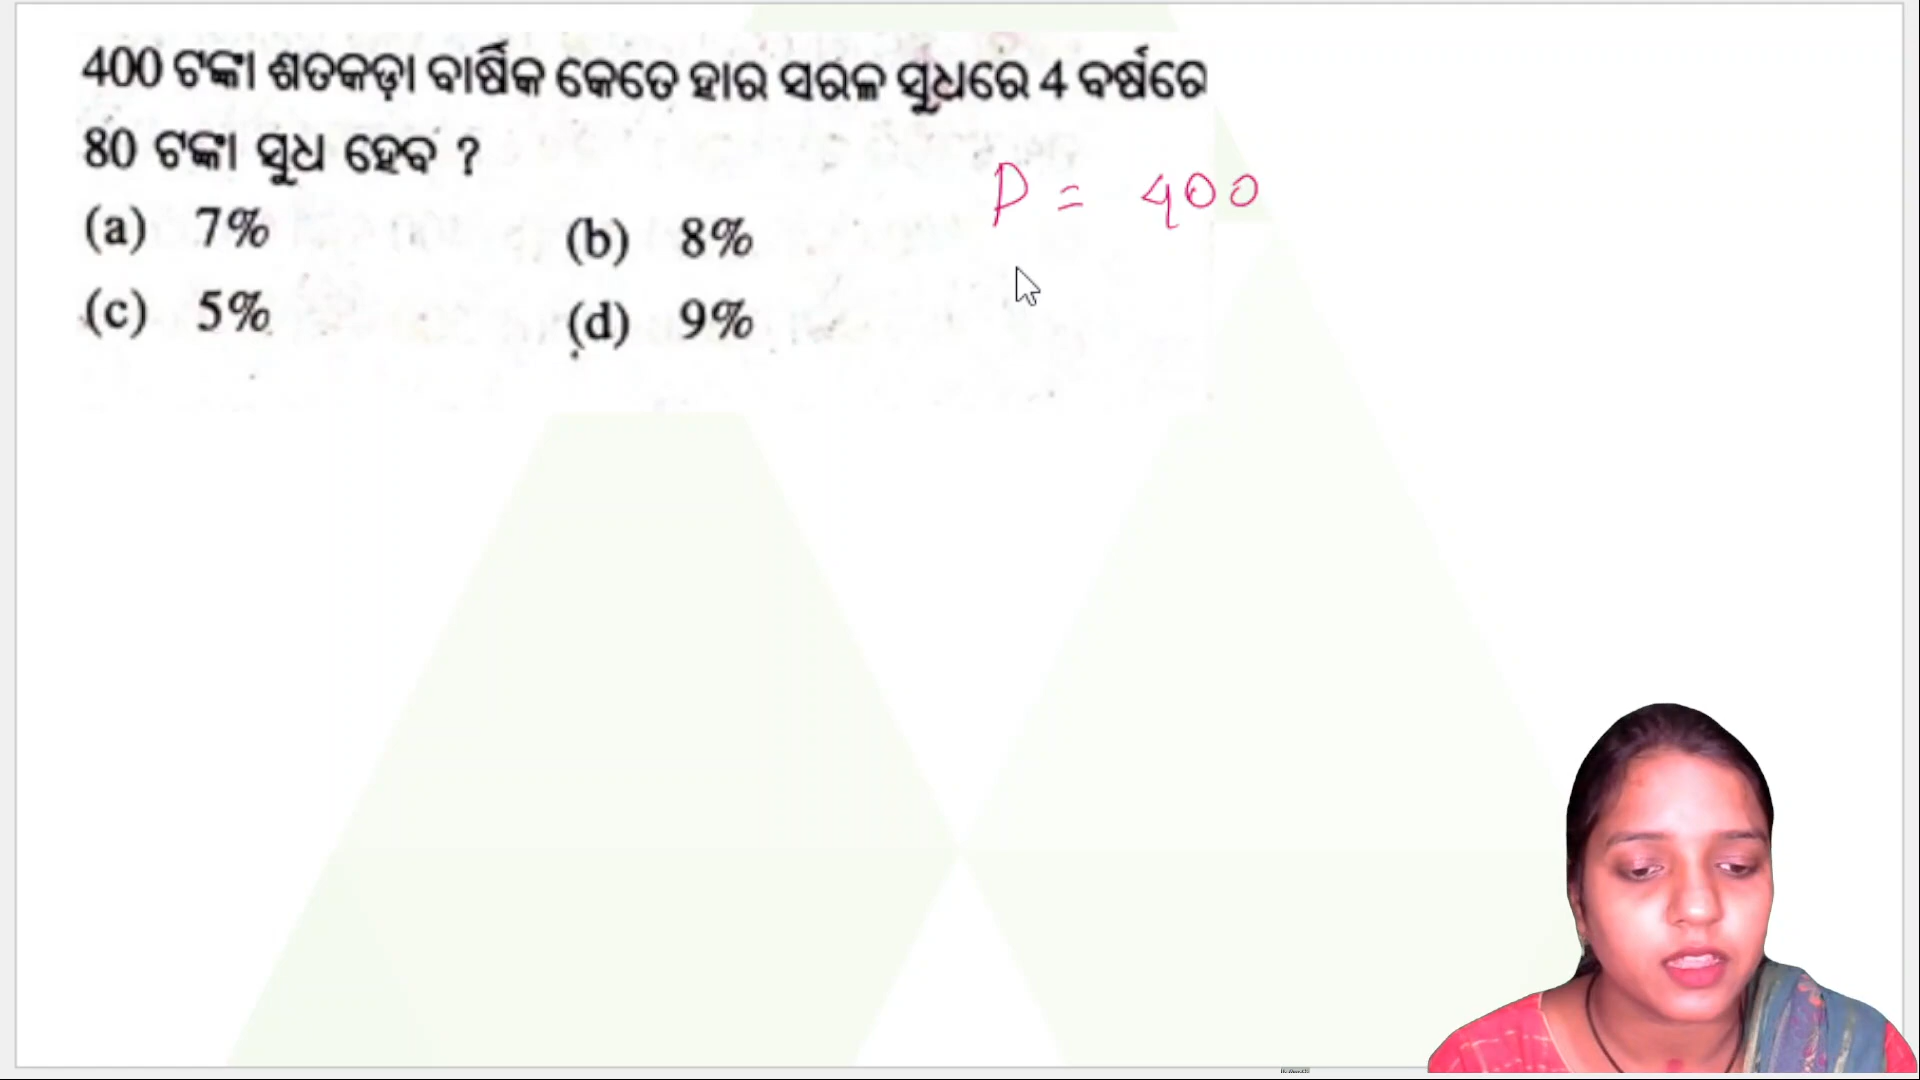 400 ଟଙ୍କା ଶତକଡ଼ା ବାର୍ଷିକ କେତେ ହାର ସରଳ ସୁଧରେ 4 ବର୍ଷରେ
80 ଟଙ୍କା ସୁଧ ହେବ ?
P = 400
(a) 7% (b) 8%
(c) 5% (d) 9%